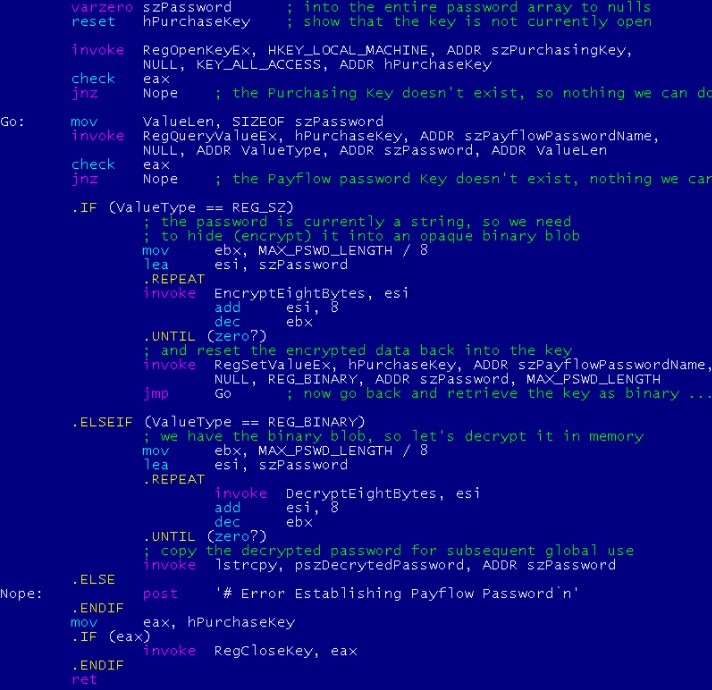 varzero szPassword ; into the entire password array to nulls
reset hPurchaseKey ; show that the key is not currently open
invoke RegOpenKeyEx, HKEY_LOCAL_MACHINE, ADDR szPurchasingKey,
NULL, KEY_ALL_ACCESS, ADDR hPurchaseKey
check eax
jnz Nope ; the Purchasing Key doesn't exist, so nothing we can do
Go: mov ValueLen, SIZEOF szPassword
invoke RegQueryValueEx, hPurchaseKey, ADDR szPayflowPasswordName,
NULL, ADDR ValueType, ADDR szPassword, ADDR ValueLen
check eax
jnz Nope ; the Payflow password Key doesn't exist, nothing we can
.IF (ValueType == REG_SZ)
; the password is currently a string, so we need
; to hide (encrypt) it into an opaque binary blob
mov ebx, MAX_PSWD_LENGTH / 8
lea esi, szPassword
.REPEAT
invoke EncryptEightBytes, esi
add esi, 8
dec ebx
.UNTIL (zero?)
; and reset the encrypted data back into the key
invoke RegSetValueEx, hPurchaseKey, ADDR szPayflowPasswordName,
NULL, REG_BINARY, ADDR szPassword, MAX_PSWD_LENGTH
jmp Go ; now go back and retrieve the key as binary ...
.ELSEIF (ValueType == REG_BINARY)
; we have the binary blob, so let's decrypt it in memory
mov ebx, MAX_PSWD_LENGTH / 8
lea esi, szPassword
.REPEAT
invoke DecryptEightBytes, esi
add esi, 8
dec ebx
.UNTIL (zero?)
; copy the decrypted password for subsequent global use
invoke lstrcpy, pszDecrytedPassword, ADDR szPassword
.ELSE
Nope: post '# Error Establishing Payflow Password`n'
.ENDIF
mov eax, hPurchaseKey
.IF (eax)
invoke RegCloseKey, eax
.ENDIF
ret